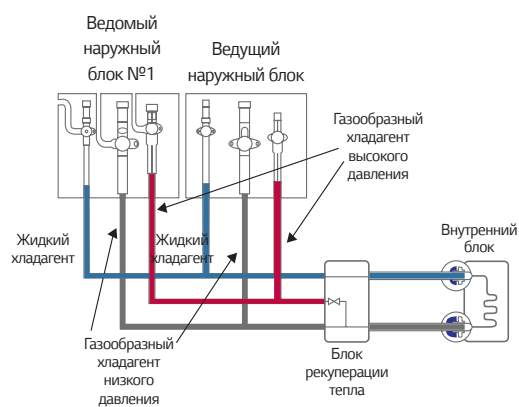 Ведомый
наружный
блок №1
Ведущий
наружный блок
Газообразный
хладагент
высокого
давления
Жидкий
хладагент
Жидкий
хладагент
Внутренний
блок
Газообразный
хладагент
низкого
давления
Блок
рекуперации
тепла